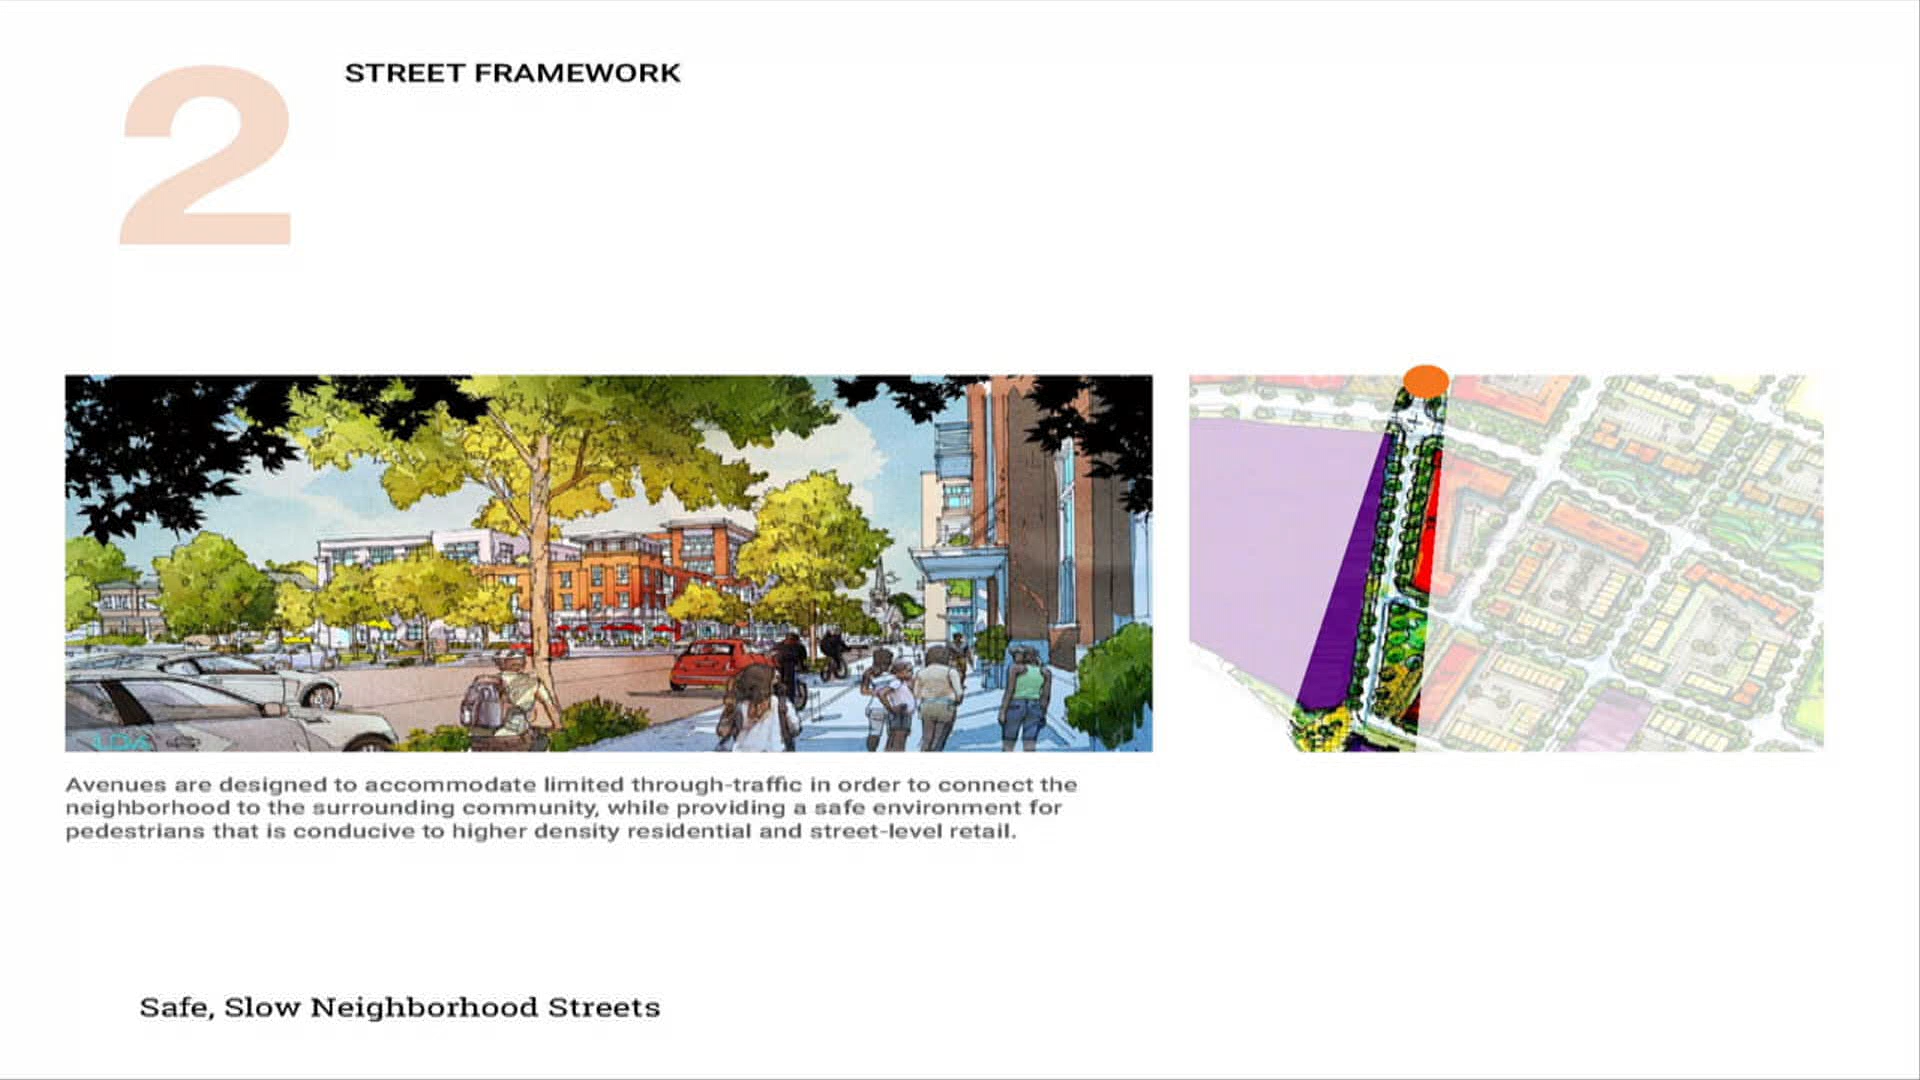 2
STREET FRAMEWORK
LDA
Avenues are designed to accommodate limited through-traffic in order to connect the
neighborhood to the surrounding community, while providing a safe environment for
pedestrians that is conducive to higher density residential and street-level retail.
Safe, Slow Neighborhood Streets